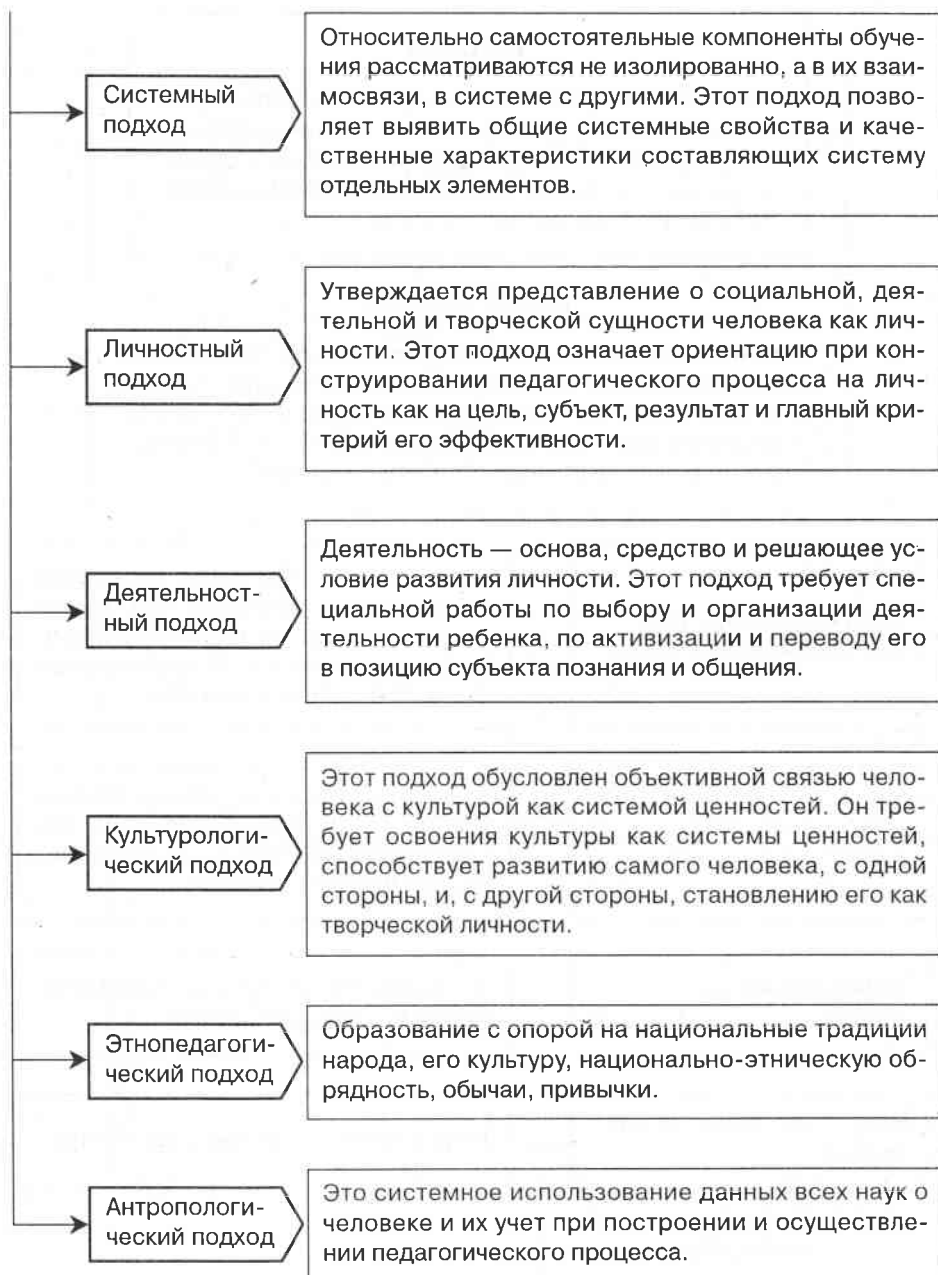 Системный
подход
Относительно самостоятельные компоненты обуче-
ния рассматриваются не изолированно, а в их взаи-
мосвязи, в системе с другими. Этот подход позво-
ляет выявить общие системные свойства и каче-
ственные характеристики составляющих систему
отдельных элементов.
Личностный
подход
Утверждается представление о социальной, дея-
тельной и творческой сущности человека как лич-
ности. Этот подход означает ориентацию при кон-
струировании педагогического процесса на лич-
ность как на цель, субъект, результат и главный кри-
терий его эффективности.
Деятельност-
ный подход
Деятельность — основа, средство и решающее ус-
ловие развития личности. Этот подход требует спе-
циальной работы по выбору и организации дея-
тельности ребенка, по активизации и переводу его
в позицию субъекта познания и общения.
Культурологи-
ческий подход
Этот подход обусловлен объективной связью чело-
века с культурой как системой ценностей. Он тре-
бует освоения культуры как системы ценностей,
способствует развитию самого человека, с одной
стороны, и, с другой стороны, становлению его как
творческой личности.
Этнопедагоги-
ческий подход
Образование с опорой на национальные традиции
народа, его культуру, национально-этническую об-
рядность, обычаи, привычки.
Антропологи-
ческий подход
Это системное использование данных всех наук о
человеке и их учет при построении и осуществле-
нии педагогического процесса.